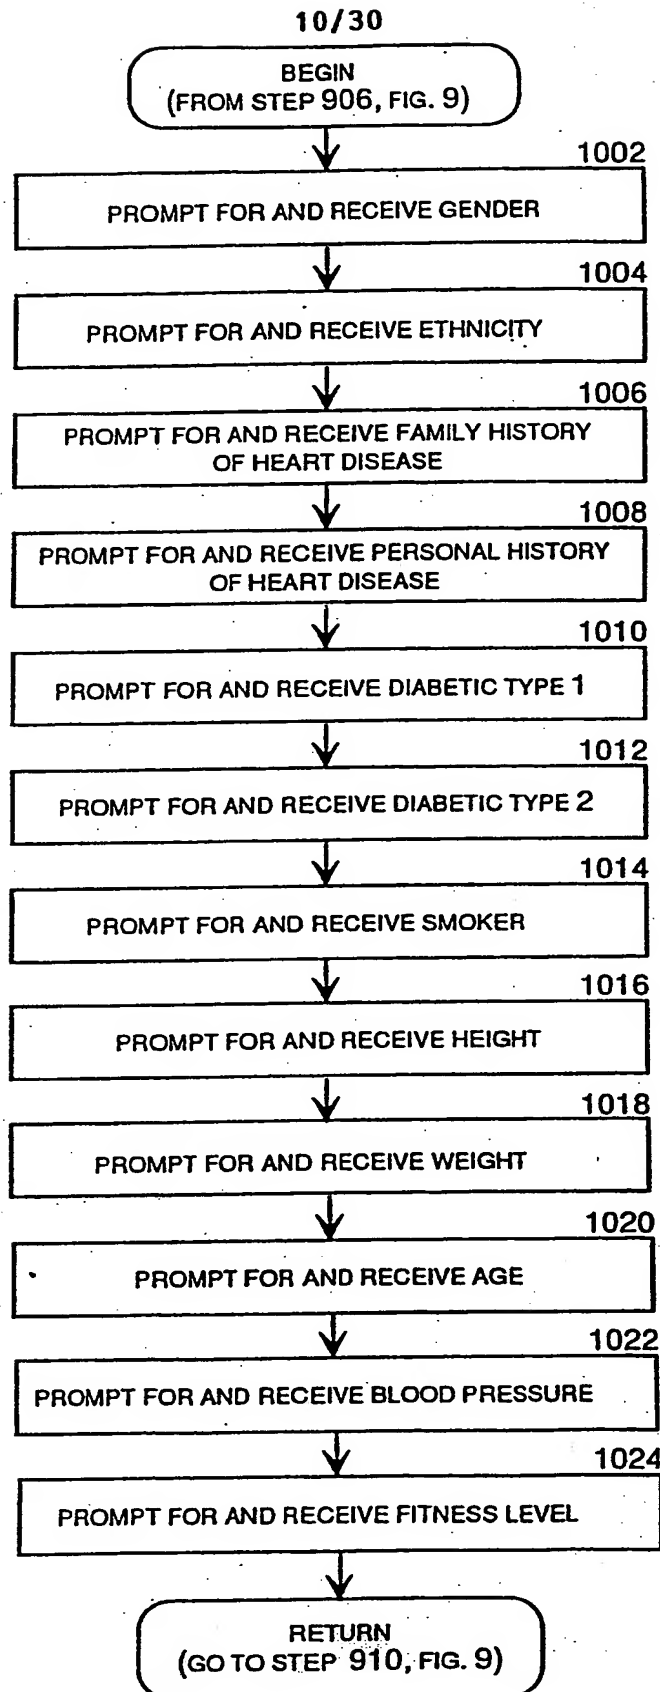 10/30
BEGIN
(FROM STEP 906, FIG. 9)
1002
PROMPT FOR AND RECEIVE GENDER
1004
PROMPT FOR AND RECEIVE ETHNICITY
1006
PROMPT FOR AND RECEIVE FAMILY HISTORY
OF HEART DISEASE
1008
PROMPT FOR AND RECEIVE PERSONAL HISTORY
OF HEART DISEASE
1010
PROMPT FOR AND RECEIVE DIABETIC TYPE 1
1012
PROMPT FOR AND RECEIVE DIABETIC TYPE 2
1014
PROMPT FOR AND RECEIVE SMOKER
1016
PROMPT FOR AND RECEIVE HEIGHT
1018
PROMPT FOR AND RECEIVE WEIGHT
1020
PROMPT FOR AND RECEIVE AGE
1022
PROMPT FOR AND RECEIVE BLOOD PRESSURE
1024
PROMPT FOR AND RECEIVE FITNESS LEVEL
RETURN
(GO TO STEP 910, FIG. 9)